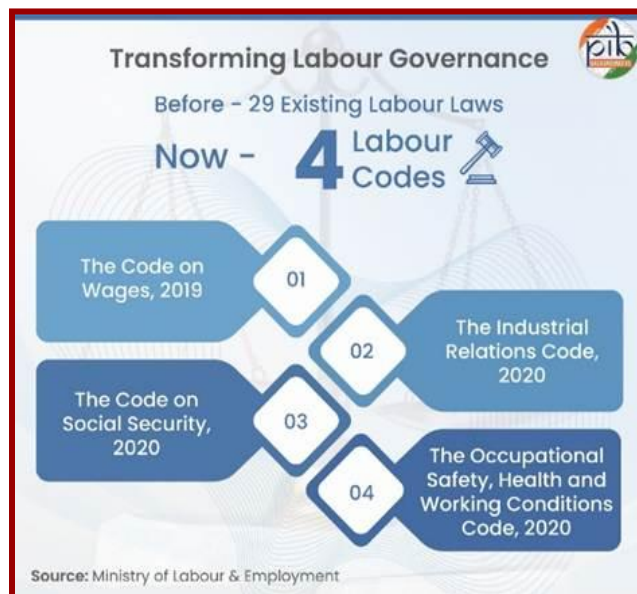 Transforming Labour Governance
pib
Before - 29 Existing Labour Laws
Now - 4 Labour
Codes
The Code on
Wages, 2019
01
02
The Industrial
Relations Code,
2020
The Code on
Social Security,
2020
03
04
The Occupational
Safety, Health and
Working Conditions
Code, 2020
Source: Ministry of Labour & Employment